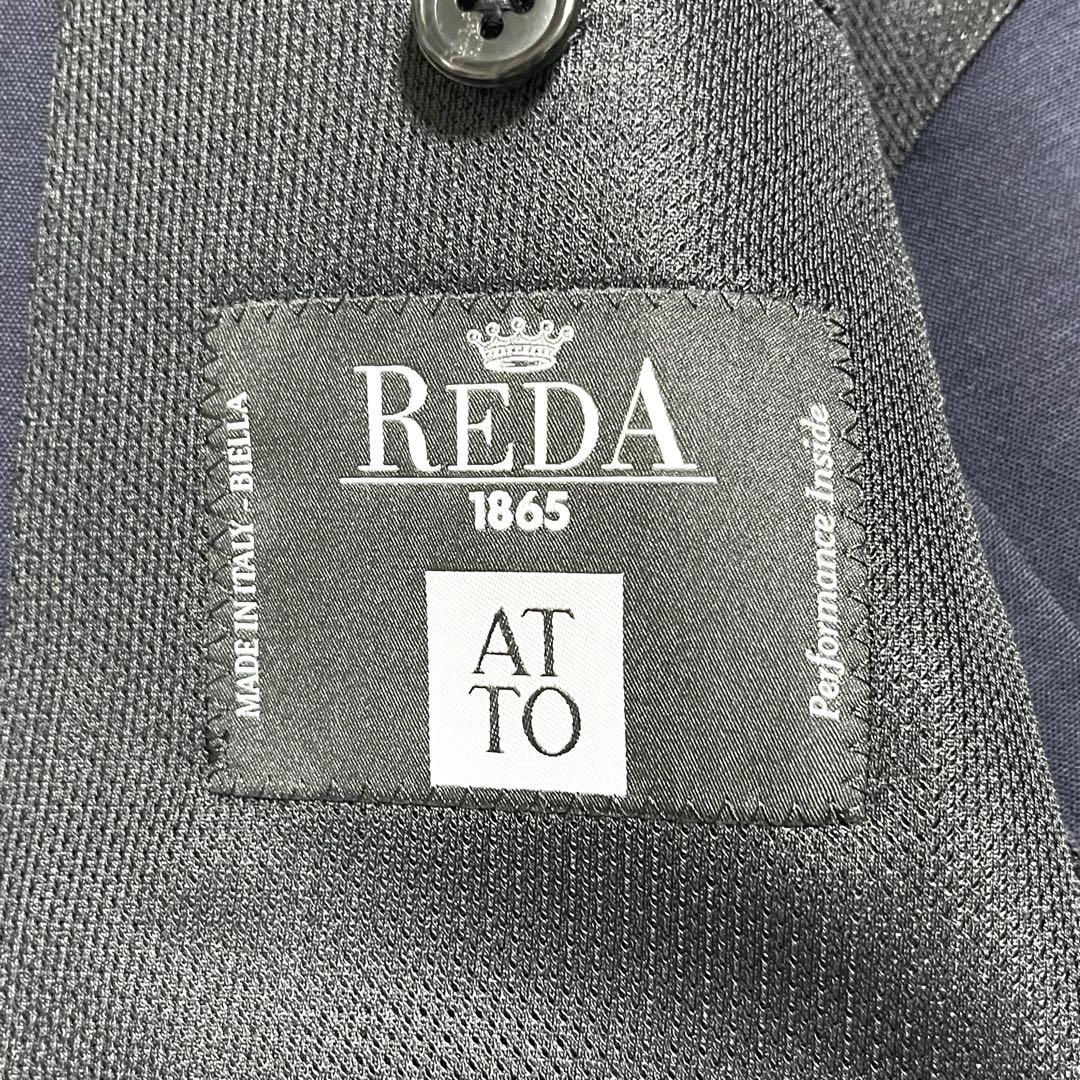 REDA
1865
AT
TO
MADE IN ITALY - BIELLA
Performance Inside